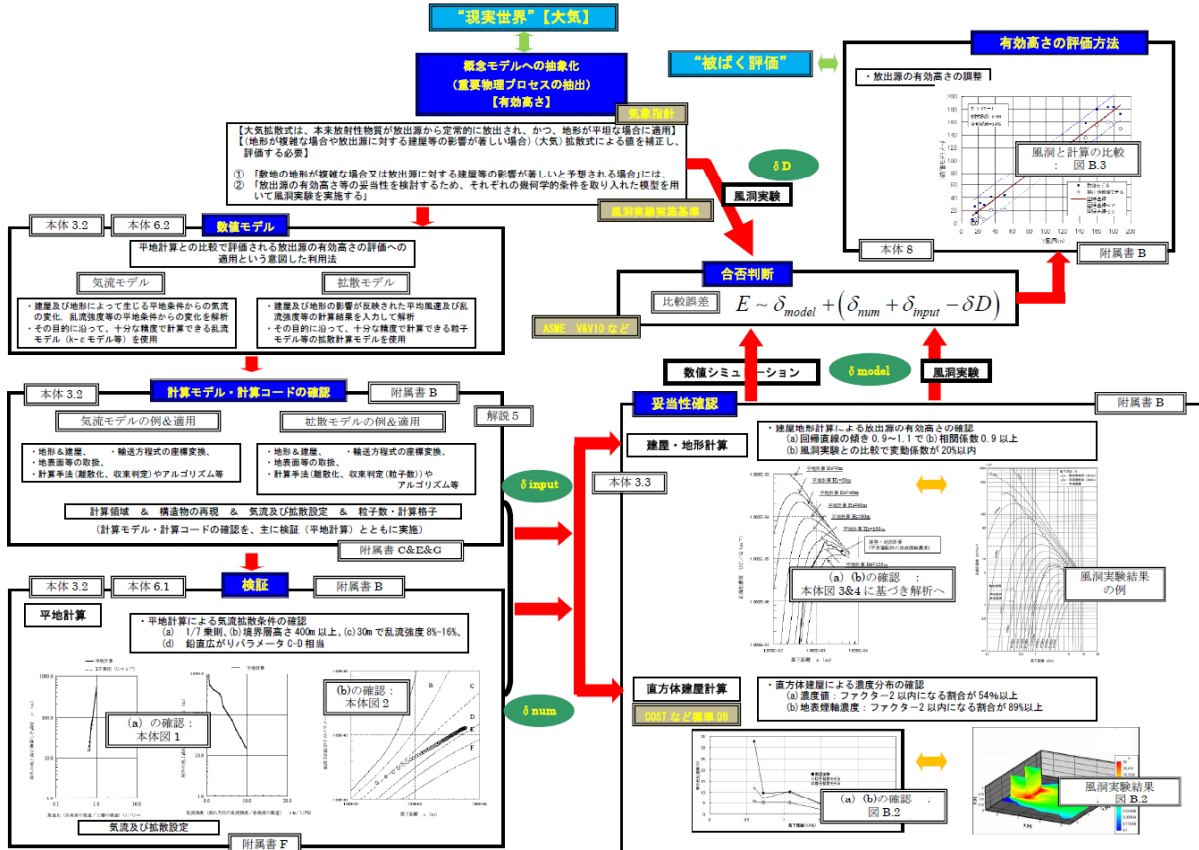 “現実世界”【大気】
概念モデルへの抽象化
(重要物理プロセスの抽出)
【有効高さ】
気象指針
【大気拡散式は、本来放射性物質が放出源から定常的に放出され、かつ、地形が平坦な場合に適用】
【(地形が複雑な場合や放出源に対する建屋等の影響が著しい場合)(大気)拡散式による値を補正し、
評価する必要】
① 「敷地の地形が複雑な場合又は放出源に対する建屋等の影響が著しいと予想される場合」には、
② 「放出源の有効高さ等の妥当性を検討するため、それぞれの幾何学的条件を取り入れた模型を用
いて風洞実験を実施する」
風洞実験実施基準
“被ばく評価”
有効高さの評価方法
・放出源の有効高さの調整
風洞と計算の比較
:図 B.3
本体 8
附属書 B
δD
風洞実験
本体 3.2
本体 6.2
数値モデル
平地計算との比較で評価される放出源の有効高さの評価への
適用という意図した利用法
気流モデル
拡散モデル
・建屋及び地形によって生じる平地条件からの気流
の変化、乱流強度等の平地条件からの変化を解析
・その目的に沿って、十分な精度で計算できる乱流
モデル(k-εモデル等)を使用
・建屋及び地形の影響が反映された平均風速及び乱
流強度等の計算結果を入力して解析
・その目的に沿って、十分な精度で計算できる粒子
モデル等の拡散計算モデルを使用
合否判断
比較誤差
E ~ δmodel + (δnum + δinput − δD)
ASME V&V10 など
数値シミュレーション
δ model
風洞実験
本体 3.2
計算モデル・計算コードの確認
附属書 B
解説 5
気流モデルの例&適用
拡散モデルの例&適用
・地形&建屋、 ・輸送方程式の座標変換、
・地表面等の取扱、
・計算手法(離散化、収束判定)やアルゴリズム等
・地形&建屋、 ・輸送方程式の座標変換、
・地表面等の取扱、
・計算手法(離散化、収束判定(粒子数))や
アルゴリズム等
計算領域 & 構造物の再現 & 気流及び拡散設定 & 粒子数・計算格子
(計算モデル・計算コードの確認を、主に検証(平地計算)とともに実施)
附属書 C&E&G
δ input
本体 3.2
本体 6.1
検証
附属書 B
平地計算
・平地計算による気流拡散条件の確認
(a) 1/7 乗則、(b)境界層高さ 400m 以上、(c)30m で乱流強度 8%-16%、
(d) 鉛直広がりパラメータ C-D 相当
(a) の確認:
本体図 1
(b)の確認:
本体図 2
気流及び拡散設定
附属書 F
δ num
妥当性確認
附属書 B
建屋・地形計算
本体 3.3
・建屋地形計算による放出源の有効高さの確認
(a)回帰直線の傾き 0.9~1.1 で(b)相関係数 0.9 以上
(b)風洞実験との比較で変動係数が 20%以内
(a) (b)の確認 :
本体図 3&4 に基づき解析へ
風洞実験結果
の例
直方体建屋計算
COST など標準 DB
・直方体建屋による濃度分布の確認
(a)濃度値:ファクター2 以内になる割合が 54%以上
(b)地表煙軸濃度:ファクター2 以内になる割合が 89%以上
(a) (b)の確認 :
図 B.2
風洞実験結果
: 図 B.2